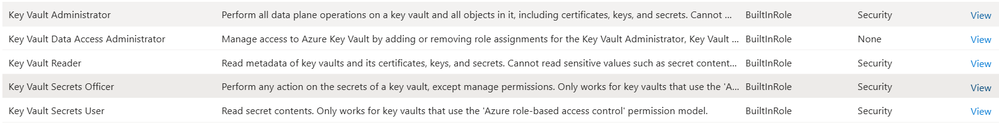 Key Vault Administrator Perform all data plane operations on a key vault and all objects in it, including certificates, keys, and secrets. Cannot ... BuiltInRole Security View
Key Vault Data Access Administrator Manage access to Azure Key Vault by adding or removing role assignments for the Key Vault Administrator, Key Vault ... BuiltInRole None View
Key Vault Reader Read metadata of key vaults and its certificates, keys, and secrets. Cannot read sensitive values such as secret content... BuiltInRole Security View
Key Vault Secrets Officer Perform any action on the secrets of a key vault, except manage permissions. Only works for key vaults that use the 'A... BuiltInRole Security View
Key Vault Secrets User Read secret contents. Only works for key vaults that use the 'Azure role-based access control' permission model. BuiltInRole Security View